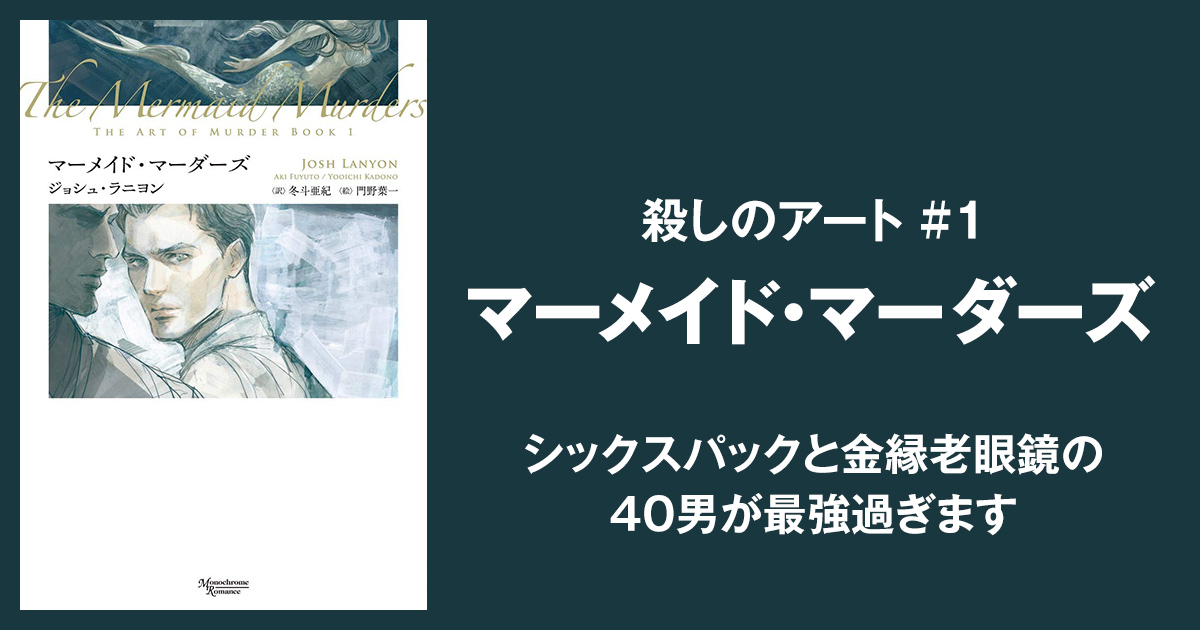 The Mermaid Murders
THE ART OF MURDER BOOK 1
マーメイド・マーダーズ
ジョシュ・ラニヨン
JOSH LANYON
AKI FUYUTO / YOOICHI KADONO
〈訳〉冬斗亜紀 〈絵〉門野葉一
Monochrome
Romance
殺しのアート #1
マーメイド・マーダーズ
シックスパックと金縁老眼鏡の
40男が最強過ぎます